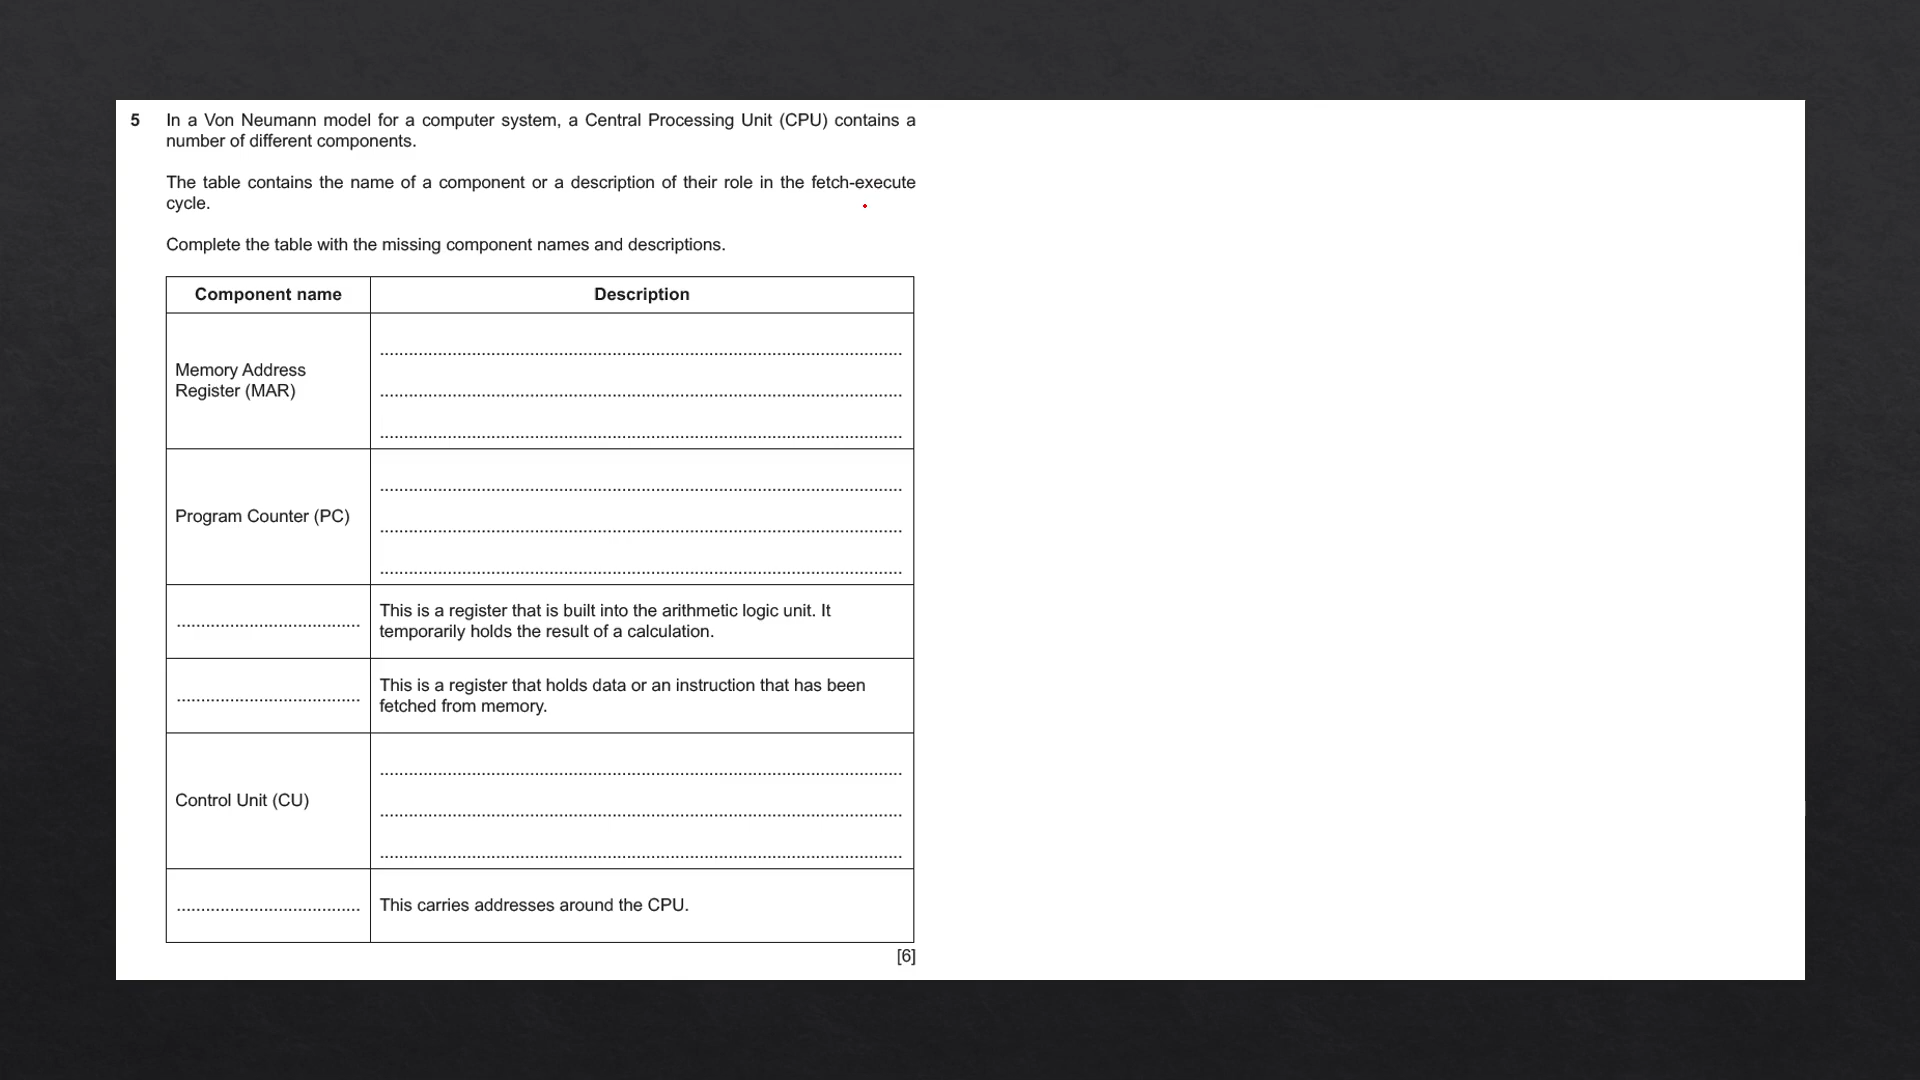 5 In a Von Neumann model for a computer system, a Central Processing Unit (CPU) contains a
number of different components.
The table contains the name of a component or a description of their role in the fetch-execute
cycle.
Complete the table with the missing component names and descriptions.
Component name Description
Memory Address
Register (MAR)
Program Counter (PC)
This is a register that is built into the arithmetic logic unit. It
temporarily holds the result of a calculation.
This is a register that holds data or an instruction that has been
fetched from memory.
Control Unit (CU)
This carries addresses around the CPU.
[6]